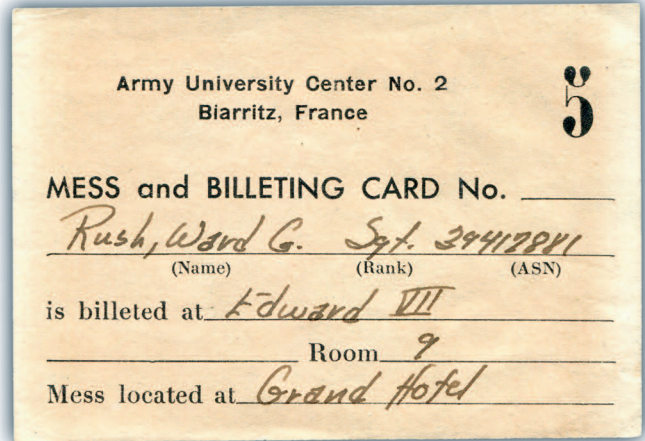 Army University Center No. 2
Biarritz, France
5
MESS and BILLETING CARD No.
Rush, Ward G. Sgt. 39417881
(Name) (Rank) (ASN)
is billeted at Edward VII
Room 9
Mess located at Grand Hotel